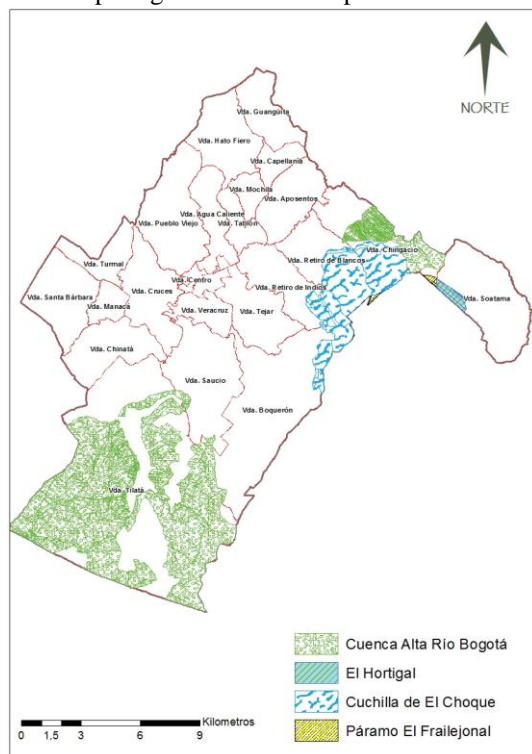 NORTE
Vda. Guangüita
Vda. Hato Fiero
Vda. Capellania
Vda. Mochila
Vda. Aposentos
Vda. Agua Caliente
Vda. Pueblo Viejo
Vda. Tablón
Vda. Chingacio
Vda. Retiro de Blancos
Vda. Turmal
Vda. Centro
Vda. Santa Bárbara
Vda. Cruces
Vda. Retiro de Indios
Vda. Soatama
Vda. Manaca
Vda. Veracruz
Vda. Tejar
Vda. Chinatá
Vda. Saucio
Vda. Boquerón
Vda. Tilatá
Cuenca Alta Río Bogotá
El Hortigal
Cuchilla de El Choque
Páramo El Frailejonal
Kilometros
0 1,5 3 6 9